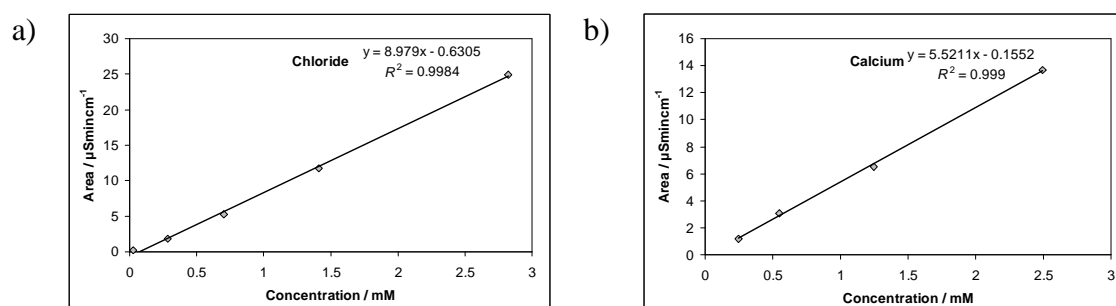 a)
Chloride
y = 8.979x - 0.6305
R² = 0.9984
30
25
20
15
10
5
0
0 0.5 1 1.5 2 2.5 3
Area / µSmincm⁻¹
Concentration / mM
b)
Calcium
y = 5.5211x - 0.1552
R² = 0.999
16
14
12
10
8
6
4
2
0
0 0.5 1 1.5 2 2.5 3
Area / µSmincm⁻¹
Concentration / mM